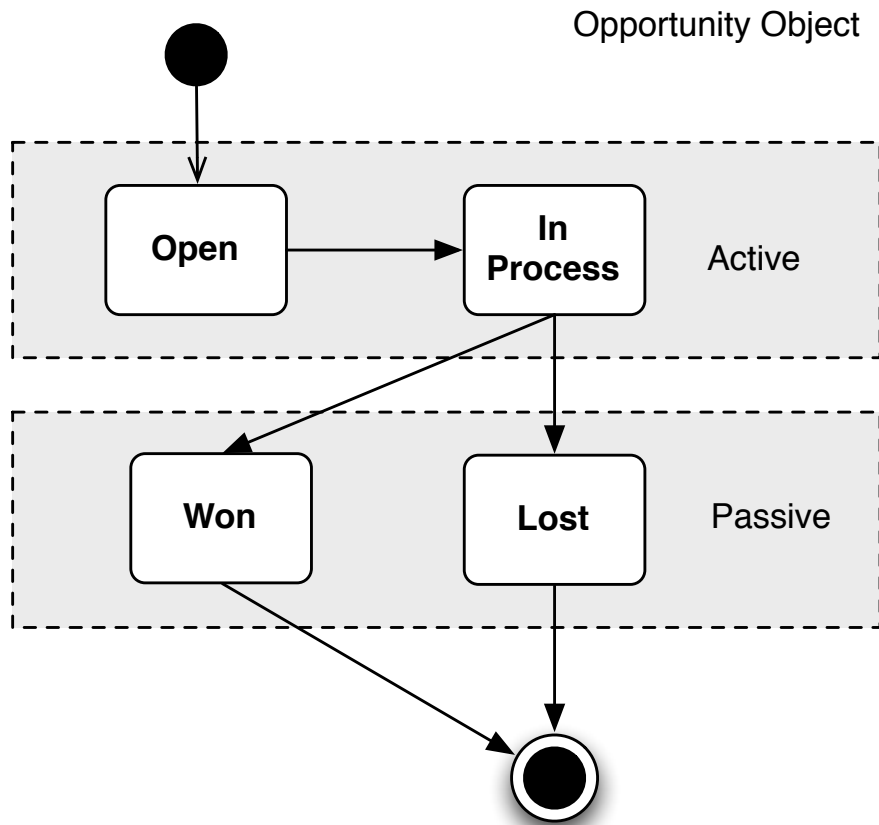 Opportunity Object
Open
In
Process
Active
Won
Lost
Passive